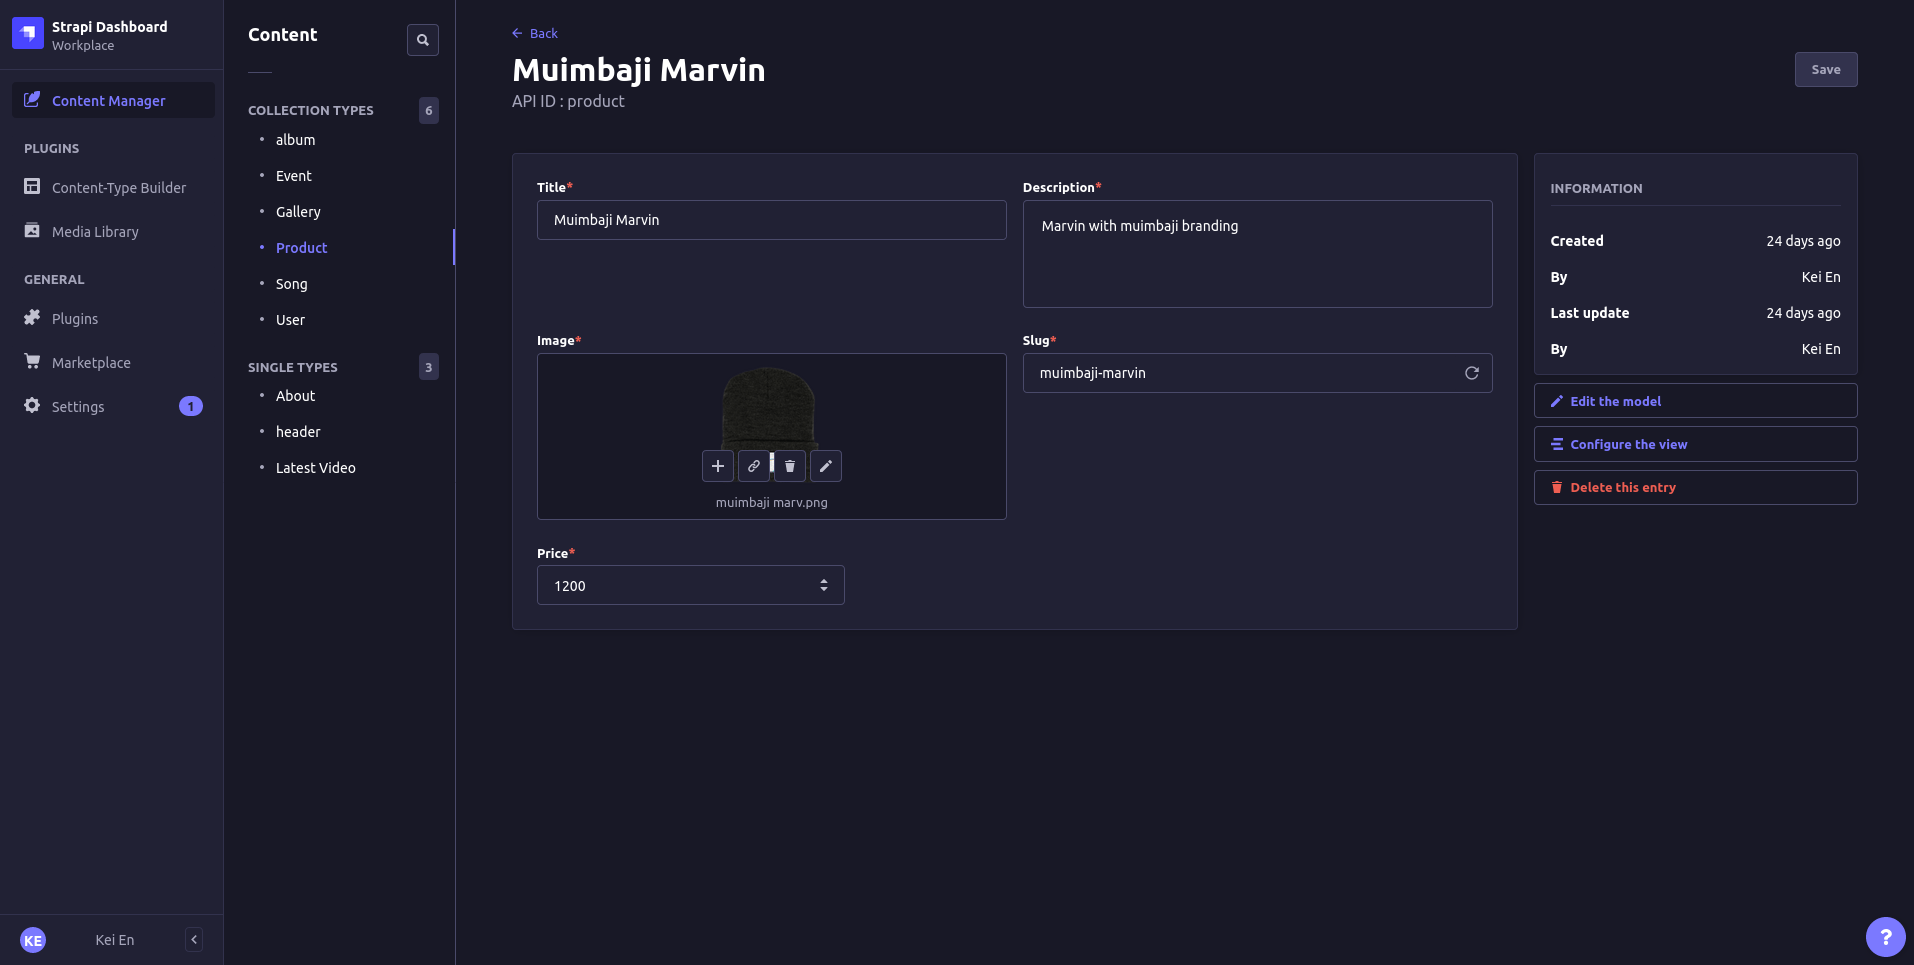 Strapi Dashboard
Workplace
Content Manager
PLUGINS
Content-Type Builder
Media Library
GENERAL
Plugins
Marketplace
Settings
1
KE
Kei En
Content
COLLECTION TYPES
6
album
Event
Gallery
Product
Song
User
SINGLE TYPES
3
About
header
Latest Video
Back
Muimbaji Marvin
API ID : product
Save
Title*
Muimbaji Marvin
Description*
Marvin with muimbaji branding
Image*
muimbaji marv.png
Slug*
muimbaji-marvin
Price*
1200
INFORMATION
Created 24 days ago
By Kei En
Last update 24 days ago
By Kei En
Edit the model
Configure the view
Delete this entry
?